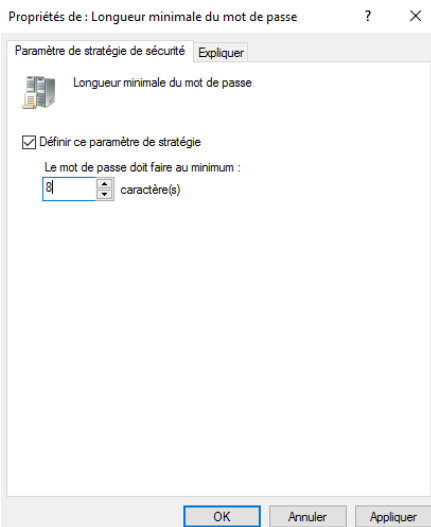 Propriétés de : Longueur minimale du mot de passe ? ×
Paramètre de stratégie de sécurité Expliquer
Longueur minimale du mot de passe
Définir ce paramètre de stratégie
Le mot de passe doit faire au minimum :
8 caractère(s)
OK Annuler Appliquer